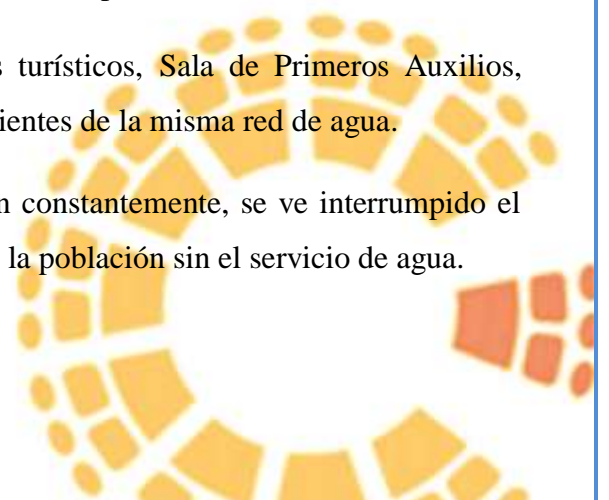 s turísticos, Sala de Primeros Auxilios,
ientes de la misma red de agua.
n constantemente, se ve interrumpido el
la población sin el servicio de agua.